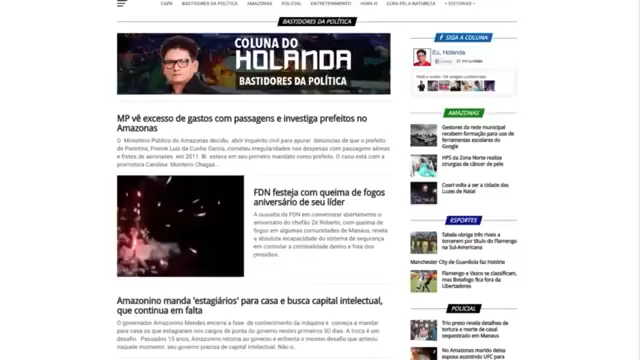 CAPA BASTIDORES DA POLÍTICA AMAZONAS POLICIAL ENTRETENIMENTO HORA H CURA PELA NATUREZA + EDITORIAS
BASTIDORES DA POLÍTICA
COLUNA DO
HOLANDA
BASTIDORES DA POLÍTICA
MP vê excesso de gastos com passagens e investiga prefeitos no
Amazonas
O Ministério Público do Amazonas decidiu abrir inquérito civil para apurar denúncias de que o prefeito
de Parintins, Frank Luiz da Cunha Garcia, cometeu irregularidades nas despesas com passagens aéreas
e fretes de aeronaves em 2011. Bi estava em seu primeiro mandato como prefeito. O caso está com a
promotora Carolina Monteiro Chagas...
FDN festeja com queima de fogos
aniversário de seu líder
A ousadia da FDN em comemorar abertamente o
aniversário do chefão Zé Roberto, com queima de
fogos em algumas comunidades de Manaus, revela
a absoluta incapacidade do sistema de segurança
em controlar a criminalidade dentro e fora dos
presídios.
Amazonino manda 'estagiários' para casa e busca capital intelectual,
que continua em falta
O governador Amazonino Mendes encerra a fase de conhecimento da máquina e começa a mandar
para casa os que estagiaram nos cargos de ponta do governo nestes primeiros 50 dias. A troca é um
desafio. Passados 15 anos, Amazonino retorna ao governo e enfrenta o mesmo desafio que anteviu
naquele momento: seu governo precisa de capital intelectual. Não o...
SIGA A COLUNA
Eu, Holanda
AMAZONAS
Gestores da rede municipal
recebem formação para uso de
ferramentas escolares do
Google
HPS da Zona Norte realiza
cirurgias de câncer de pele
Coari volta a ser a cidade das
Luzes de Natal
ESPORTES
Tabela obriga três rivais a
torcerem por título do Flamengo
na Sul-Americana
Manchester City de Guardiola faz história
Flamengo e Vasco se classificam,
mas Botafogo fica fora da
Libertadores
POLICIAL
Trio preso revela detalhes de
tortura e morte de casal
sequestrado em Manaus
No Amazonas marido deixa
esposa assistindo UFC para